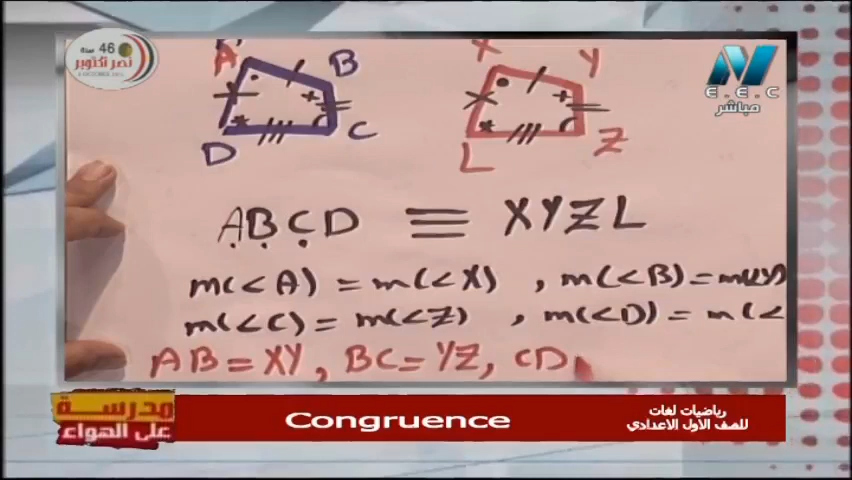 46 سنة
نصر أكتوبر
E.E.C
مباشر
A B
D C
X Y
L Z
ABCD ≡ XYZL
m(<A) = m(<X) , m(<B) = m(<Y)
m(<C) = m(<Z) , m(<D) = m(<
AB = XY, BC = YZ, CD
مدرسة
على الهواء
Congruence
رياضيات لغات
للصف الاول الاعدادي